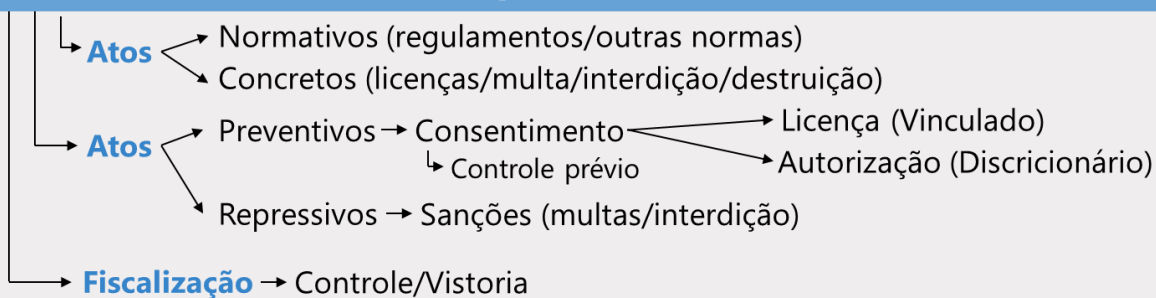 Atos
Normativos (regulamentos/outras normas)
Concretos (licenças/multa/interdição/destruição)
Atos
Preventivos → Consentimento
Licença (Vinculado)
Controle prévio
Autorização (Discricionário)
Repressivos → Sanções (multas/interdição)
Fiscalização → Controle/Vistoria